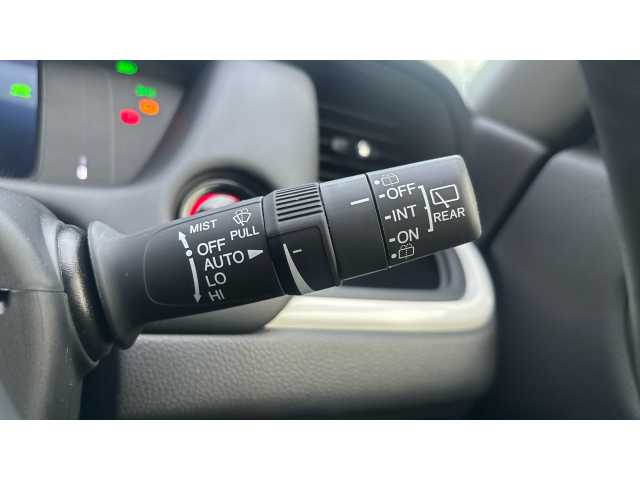 MIST
OFF PULL
AUTO
LO
HI
OFF
INT
ON
REAR